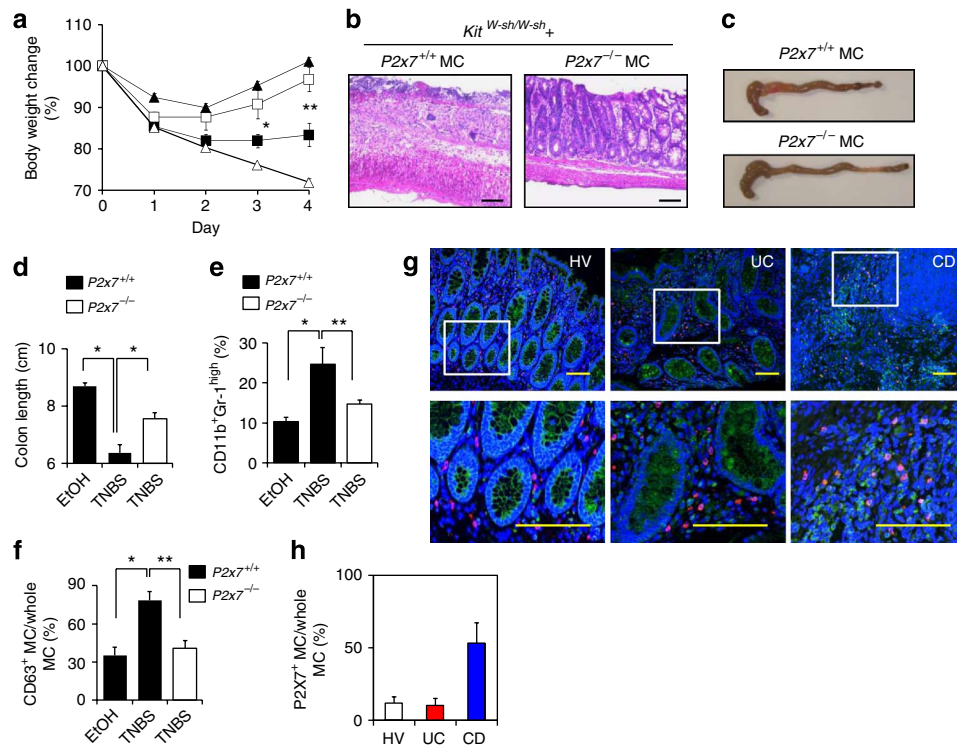 a
110
100
90
80
70
Body weight change
(%)
*
**
0 1 2 3 4
Day
b
Kit W-sh/W-sh+
P2x7+/+ MC
P2x7−/− MC
c
P2x7+/+ MC
P2x7−/− MC
d
P2x7+/+
P2x7−/−
* *
10
8
6
Colon length (cm)
EtOH TNBS TNBS
e
P2x7+/+
P2x7−/−
* **
30
20
10
0
CD11b+Gr-1high (%)
EtOH TNBS TNBS
g
HV
UC
CD
f
P2x7+/+
P2x7−/−
* **
90
60
30
0
CD63+ MC/whole
MC (%)
EtOH TNBS TNBS
h
100
50
0
P2X7+ MC/whole
MC (%)
HV UC CD